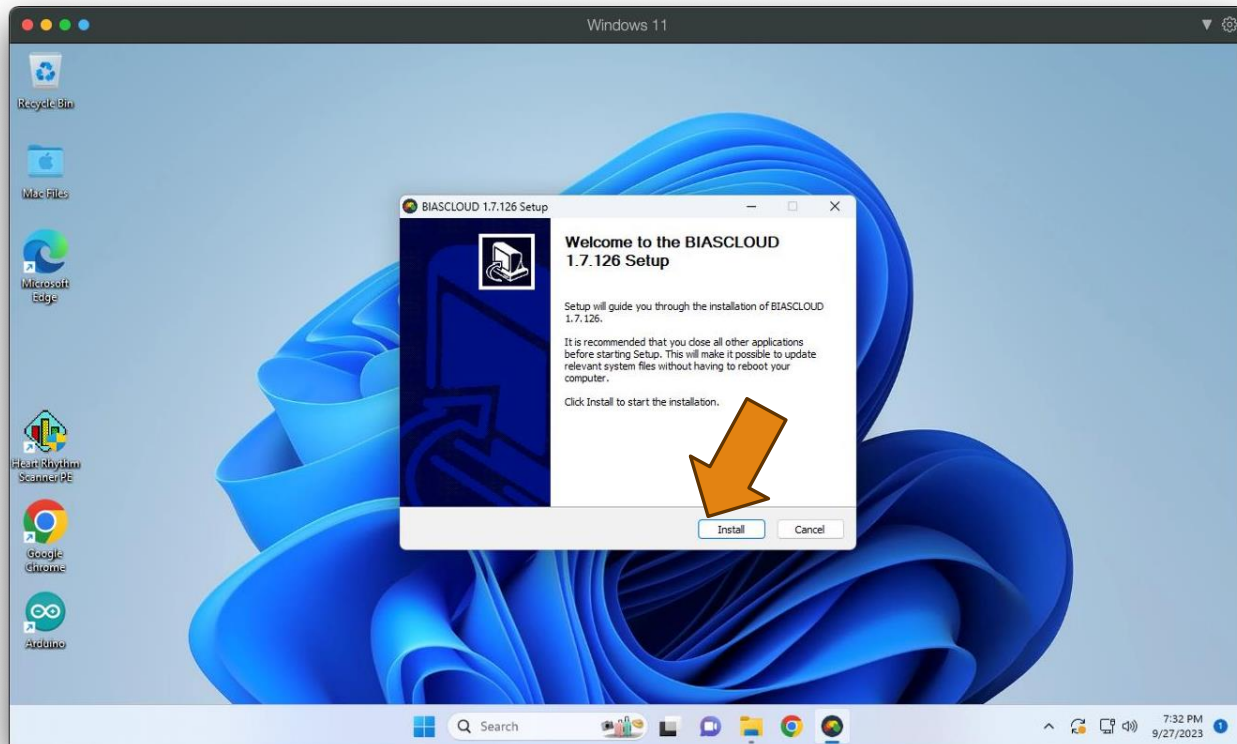 Windows 11
Recycle Bin
Mac Files
Microsoft
Edge
Heart Rhythm
Scanner PE
Google
Chrome
Arduino
BIASCLOUD 1.7.126 Setup
Welcome to the BIASCLOUD
1.7.126 Setup
Setup will guide you through the installation of BIASCLOUD
1.7.126.
It is recommended that you close all other applications
before starting Setup. This will make it possible to update
relevant system files without having to reboot your
computer.
Click Install to start the installation.
Install
Cancel
Search
7:32 PM
9/27/2023
1